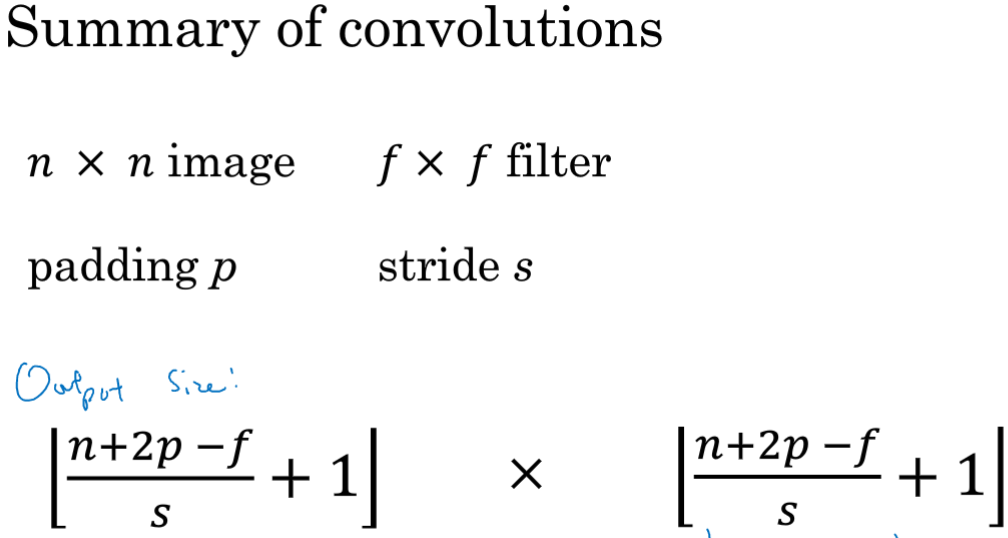 Summary of convolutions
n × n image f × f filter
padding p stride s
Output size:
⌊(n+2p −f)/s + 1⌋ × ⌊(n+2p −f)/s + 1⌋